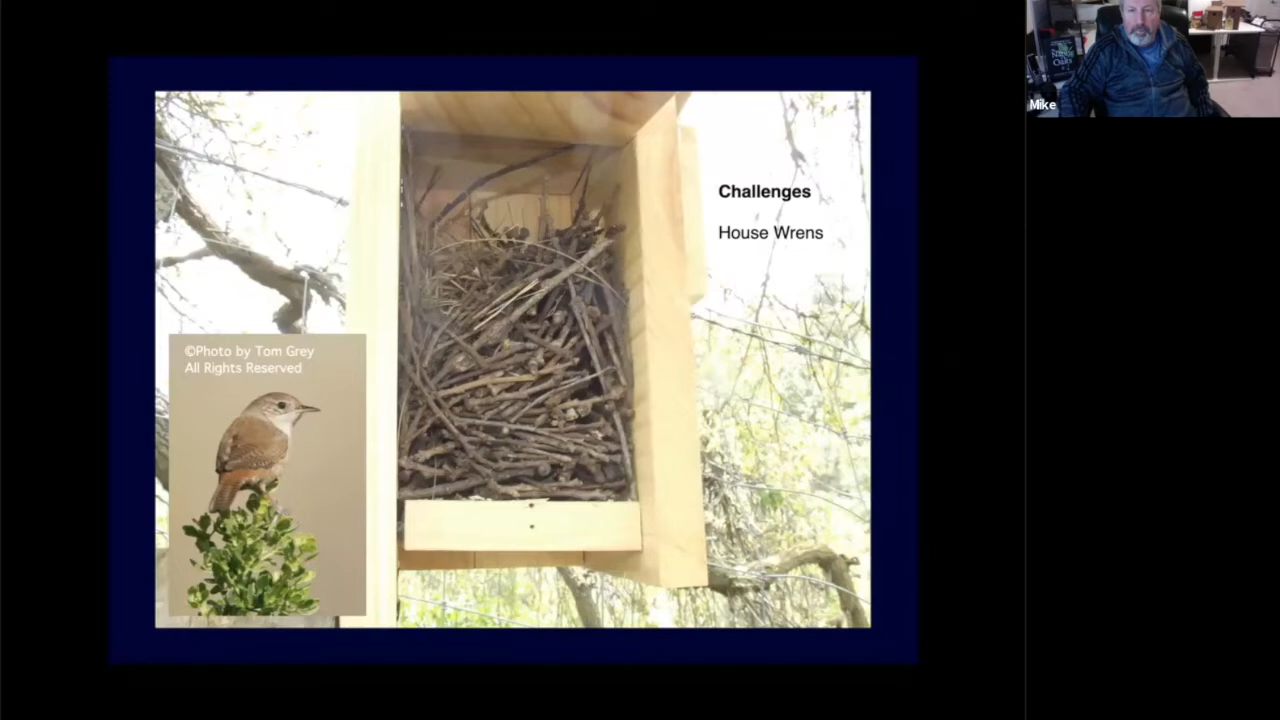 Challenges
House Wrens
©Photo by Tom Grey
All Rights Reserved
Mike